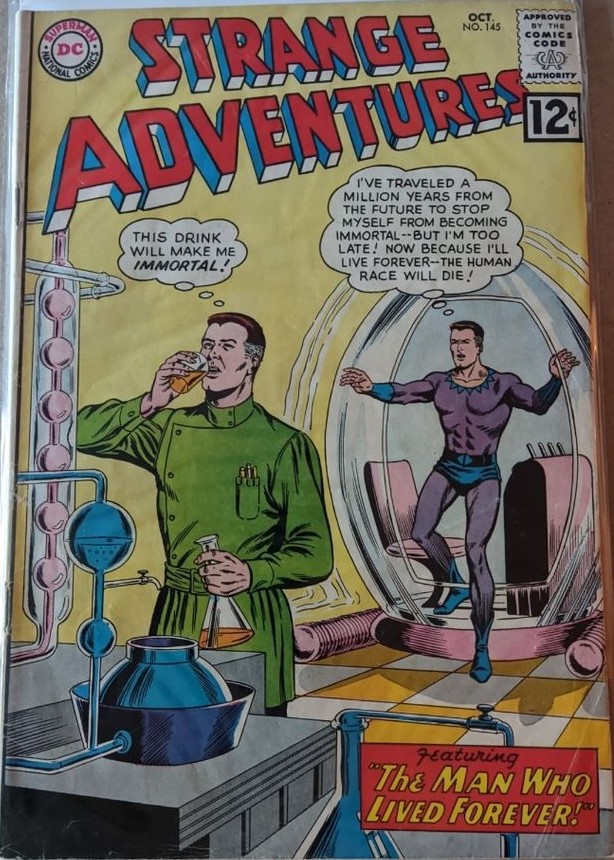 SUPERMAN
DC
NATIONAL COMICS
STRANGE
ADVENTURES
OCT.
NO. 145
APPROVED
BY THE
COMICS
CODE
CA
AUTHORITY
12¢
THIS DRINK
WILL MAKE ME
IMMORTAL!
I'VE TRAVELED A
MILLION YEARS FROM
THE FUTURE TO STOP
MYSELF FROM BECOMING
IMMORTAL--BUT I'M TOO
LATE! NOW BECAUSE I'LL
LIVE FOREVER--THE HUMAN
RACE WILL DIE!
Featuring
"THE MAN WHO
LIVED FOREVER!"